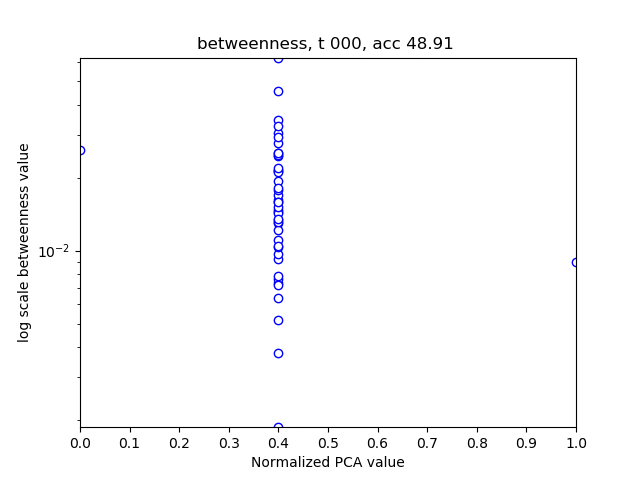 betweenness, t 000, acc 48.91
log scale betweenness value
10⁻²
0.0 0.1 0.2 0.3 0.4 0.5 0.6 0.7 0.8 0.9 1.0
Normalized PCA value